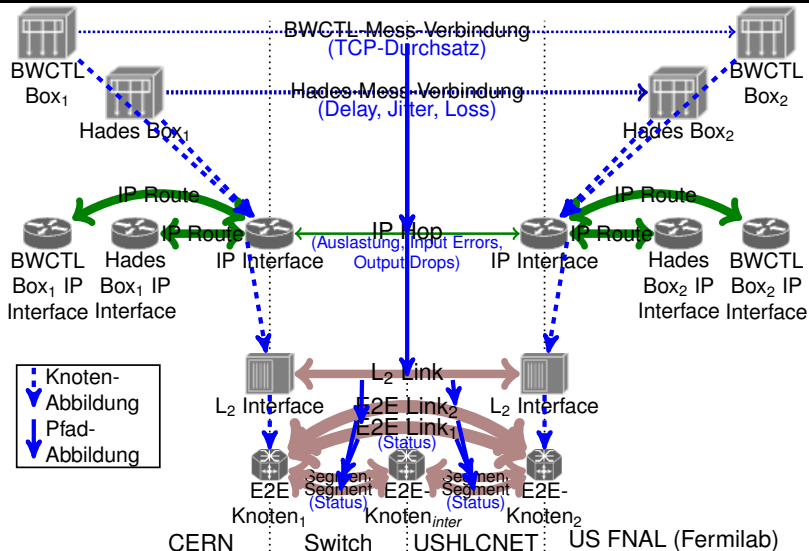 BWCTL-Mess-Verbindung
(TCP-Durchsatz)
BWCTL
Box1
BWCTL
Box2
Hades-Mess-Verbindung
(Delay, Jitter, Loss)
Hades Box1
Hades Box2
IP Route
IP Route
IP Route
IP Hop
IP Route
(Auslastung, Input Errors,
Output Drops)
BWCTL
Box1 IP
Interface
Hades
Box1 IP
Interface
IP Interface
IP Interface
Hades
Box2 IP
Interface
BWCTL
Box2 IP
Interface
L2 Link
L2 Interface
L2 Interface
E2E Link2
E2E Link1
(Status)
Knoten-
Abbildung
Pfad-
Abbildung
Segment
Segment
(Status)
Segment
Segment
(Status)
E2E
Knoten1
E2E-
Knoteninter
E2E-
Knoten2
CERN
Switch
USHLCNET
US FNAL (Fermilab)